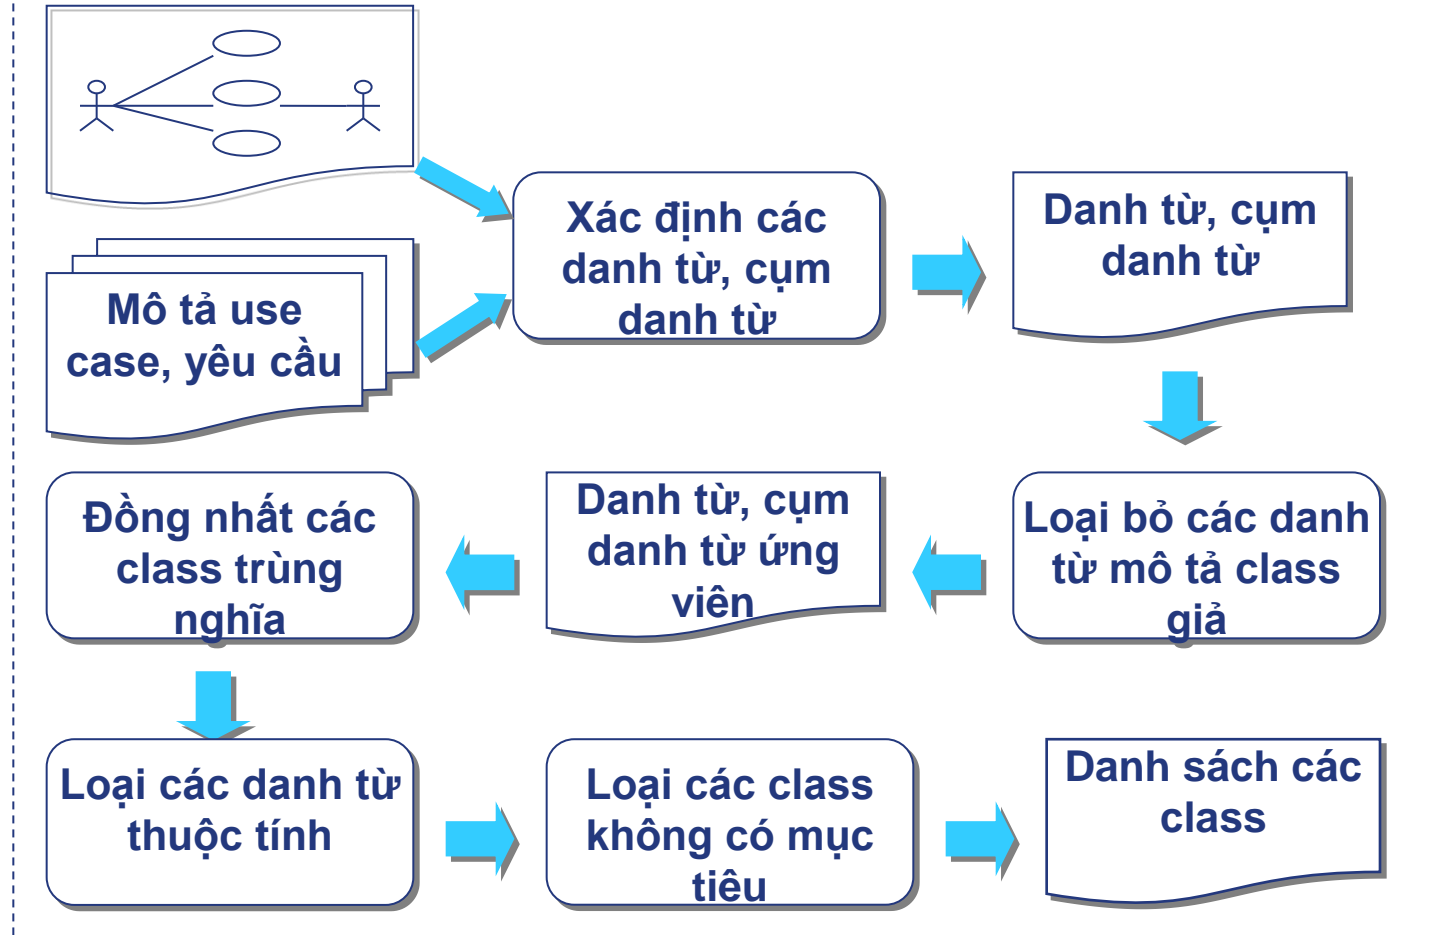 Xác định các
danh từ, cụm
danh từ
Danh từ, cụm
danh từ
Mô tả use
case, yêu cầu
Đồng nhất các
class trùng
nghĩa
Danh từ, cụm
danh từ ứng
viên
Loại bỏ các danh
từ mô tả class
giả
Loại các danh từ
thuộc tính
Loại các class
không có mục
tiêu
Danh sách các
class